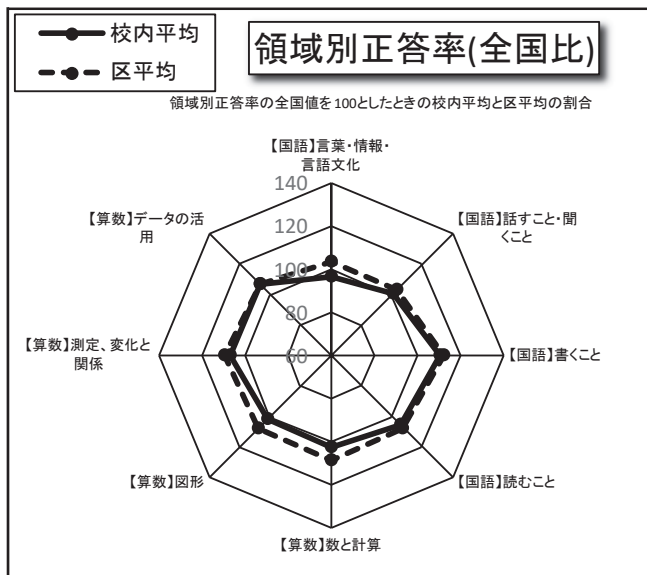 校内平均
区平均
領域別正答率(全国比)
領域別正答率の全国値を100としたときの校内平均と区平均の割合
【国語】言葉・情報・
言語文化
140
120
100
80
60
【国語】話すこと・聞
くこと
【国語】書くこと
【国語】読むこと
【算数】数と計算
【算数】図形
【算数】測定、変化と
関係
【算数】データの活
用